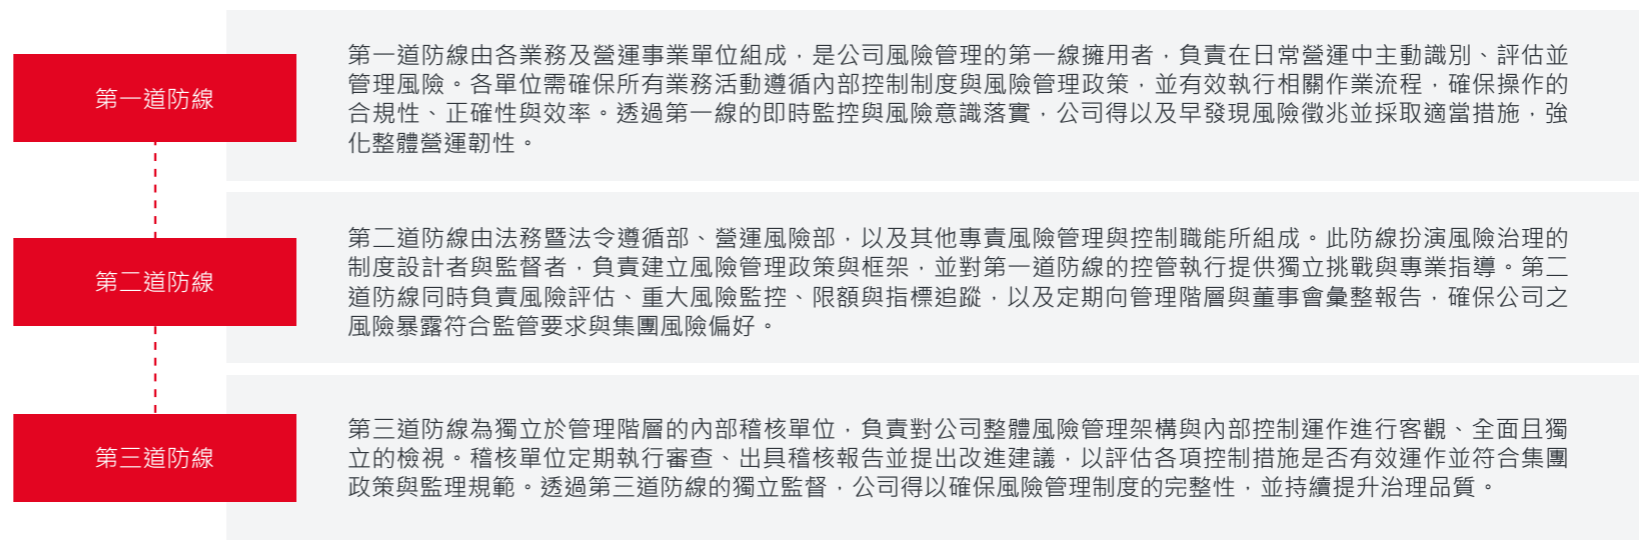 第一道防線
第一道防線由各業務及營運事業單位組成，是公司風險管理的第一線擁用者，負責在日常營運中主動識別、評估並
管理風險。各單位需確保所有業務活動遵循內部控制制度與風險管理政策，並有效執行相關作業流程，確保操作的
合規性、正確性與效率。透過第一線的即時監控與風險意識落實，公司得以及早發現風險徵兆並採取適當措施，強
化整體營運韌性。
第二道防線
第二道防線由法務暨法令遵循部、營運風險部，以及其他專責風險管理與控制職能所組成。此防線扮演風險治理的
制度設計者與監督者，負責建立風險管理政策與框架，並對第一道防線的控管執行提供獨立挑戰與專業指導。第二
道防線同時負責風險評估、重大風險監控、限額與指標追蹤，以及定期向管理階層與董事會彙整報告，確保公司之
風險暴露符合監管要求與集團風險偏好。
第三道防線
第三道防線為獨立於管理階層的內部稽核單位，負責對公司整體風險管理架構與內部控制運作進行客觀、全面且獨
立的檢視。稽核單位定期執行審查、出具稽核報告並提出改進建議，以評估各項控制措施是否有效運作並符合集團
政策與監理規範。透過第三道防線的獨立監督，公司得以確保風險管理制度的完整性，並持續提升治理品質。